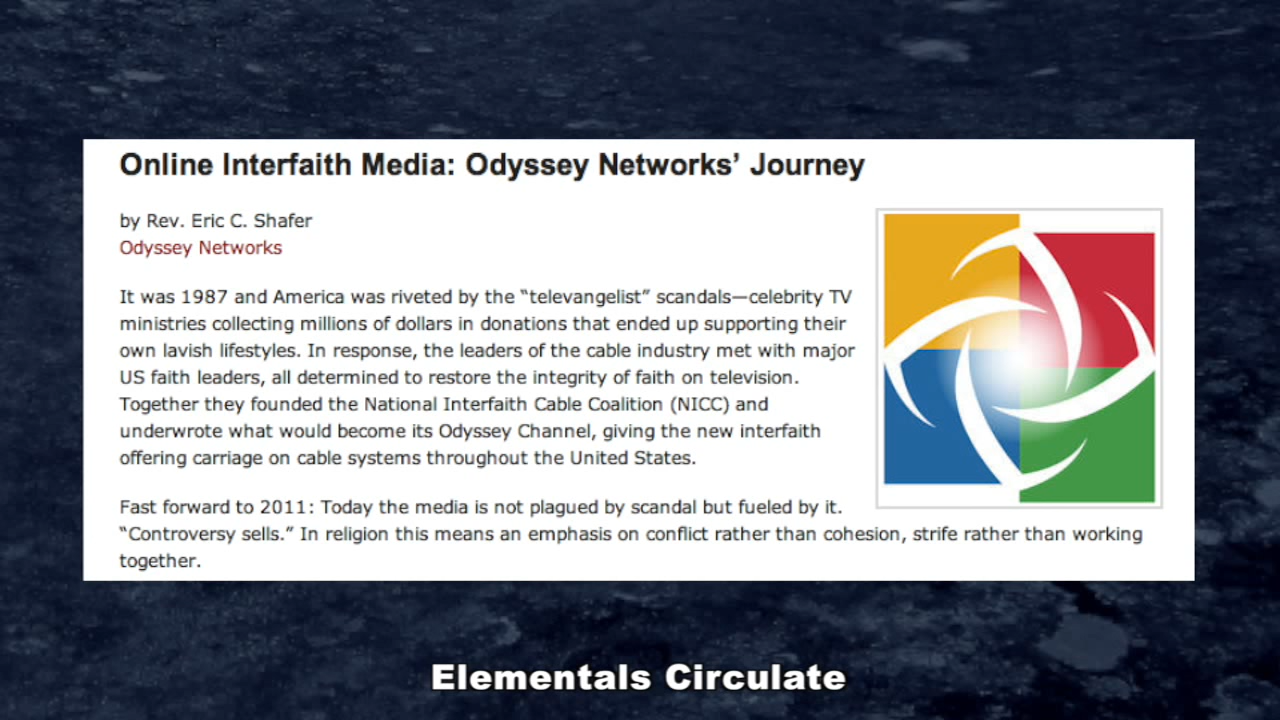 Online Interfaith Media: Odyssey Networks’ Journey
by Rev. Eric C. Shafer
Odyssey Networks
It was 1987 and America was riveted by the “televangelist” scandals—celebrity TV
ministries collecting millions of dollars in donations that ended up supporting their
own lavish lifestyles. In response, the leaders of the cable industry met with major
US faith leaders, all determined to restore the integrity of faith on television.
Together they founded the National Interfaith Cable Coalition (NICC) and
underwrote what would become its Odyssey Channel, giving the new interfaith
offering carriage on cable systems throughout the United States.
Fast forward to 2011: Today the media is not plagued by scandal but fueled by it.
“Controversy sells.” In religion this means an emphasis on conflict rather than cohesion, strife rather than working
together.
Elementals Circulate